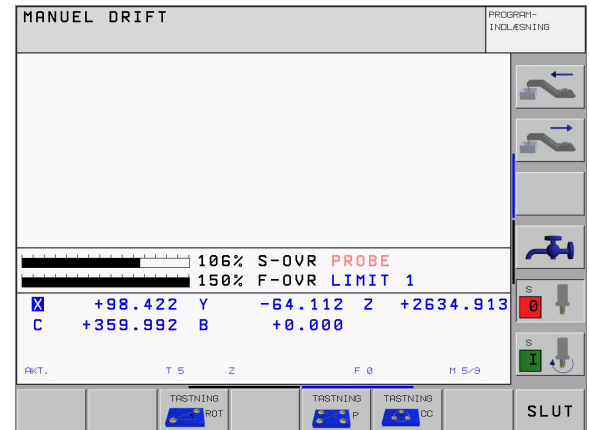 MANUEL DRIFT
PROGRAM-
INDLÆSNING
106% S-OVR PROBE
150% F-OVR LIMIT 1
X +98.422 Y -64.112 Z +2634.913
C +359.992 B +0.000
AKT. T 5 Z F 0 M 5/9
S
0
S
I
TASTNING
ROT
TASTNING
P
TASTNING
CC
SLUT